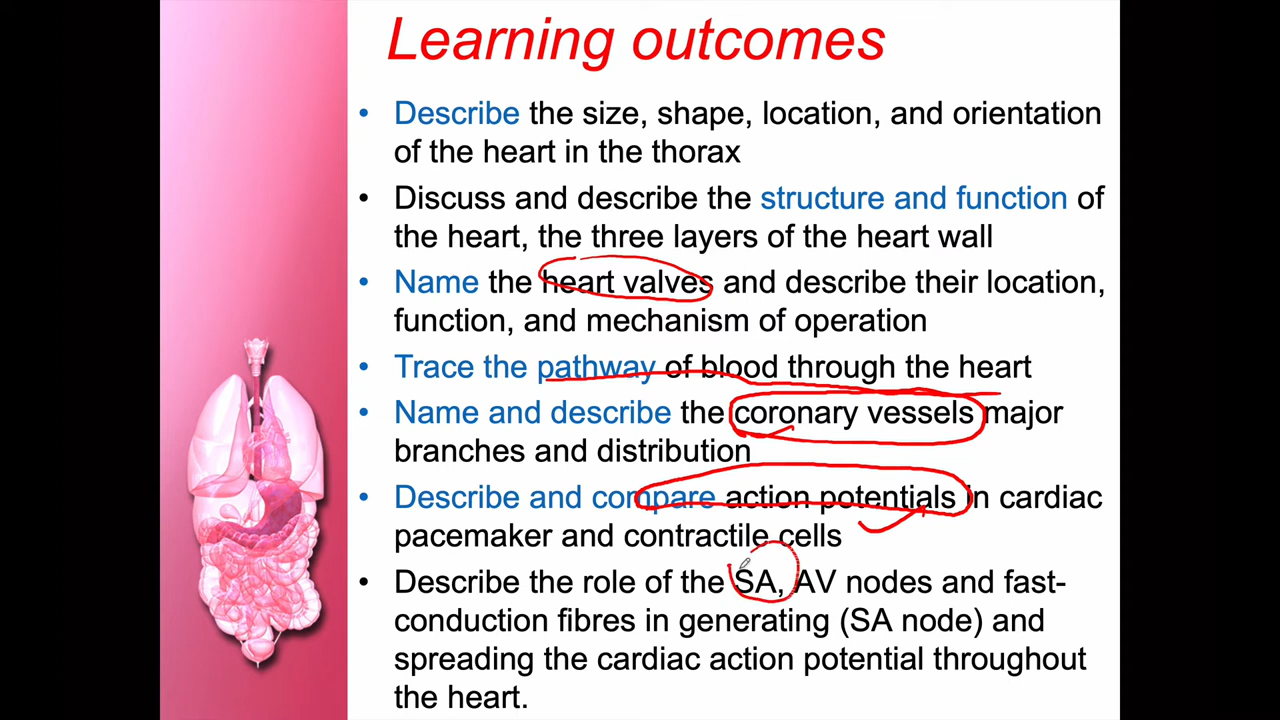 Learning outcomes
• Describe the size, shape, location, and orientation
of the heart in the thorax
• Discuss and describe the structure and function of
the heart, the three layers of the heart wall
• Name the heart valves and describe their location,
function, and mechanism of operation
• Trace the pathway of blood through the heart
• Name and describe the coronary vessels major
branches and distribution
• Describe and compare action potentials in cardiac
pacemaker and contractile cells
• Describe the role of the SA, AV nodes and fast-
conduction fibres in generating (SA node) and
spreading the cardiac action potential throughout
the heart.